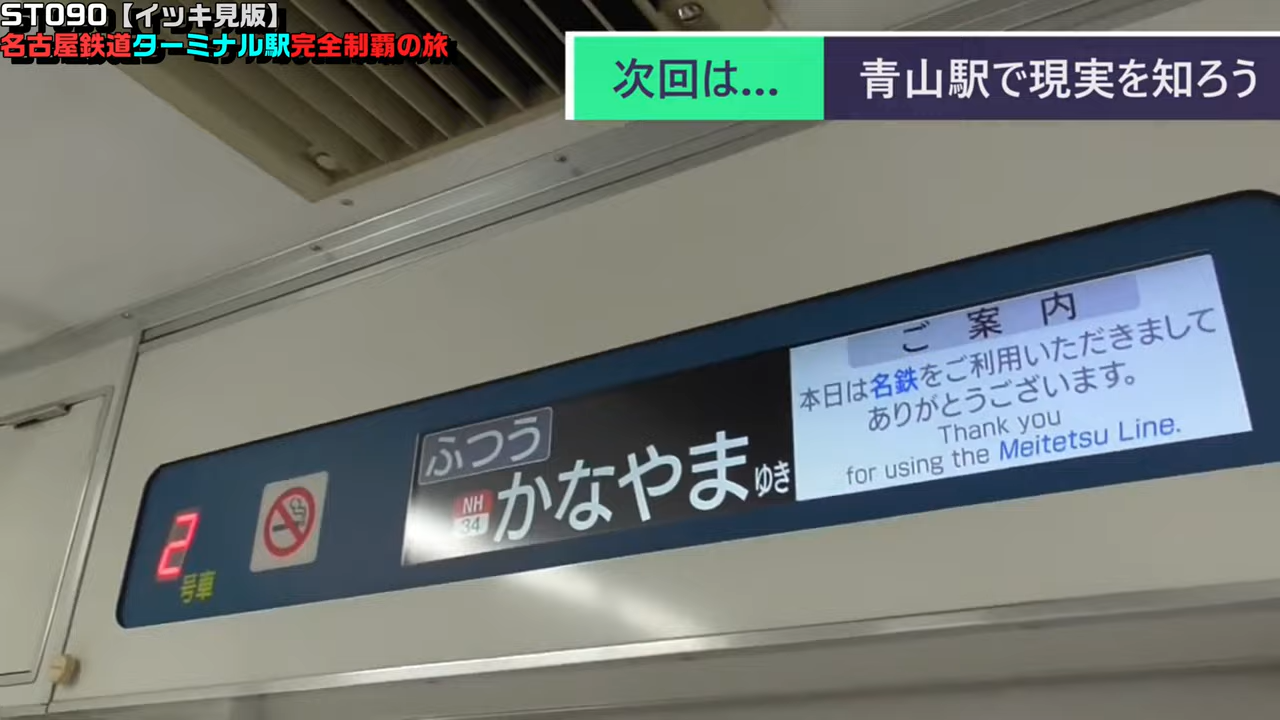 ST090【イッキ見版】
名古屋鉄道ターミナル駅完全制覇の旅
次回は... 青山駅で現実を知ろう
ご案内
本日は名鉄をご利用いただきまして
ありがとうございます。
Thank you
for using the Meitetsu Line.
ふつう
NH
34
かなやまゆき
2
号車